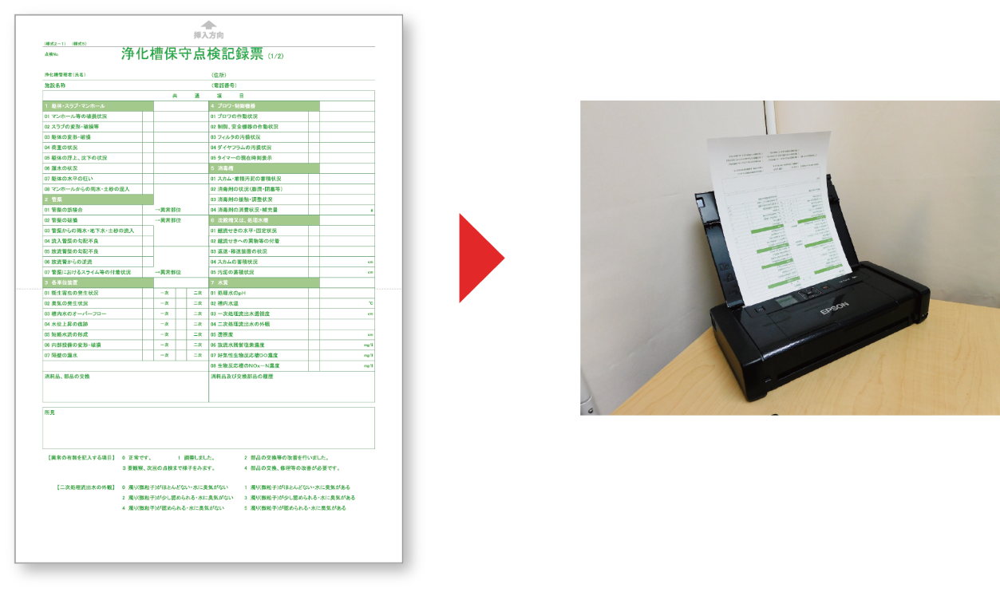 挿入方向
(様式2-1) (様式5)
点検No.
浄化槽保守点検記録票(1/2)
浄化槽管理者(氏名) (住所)
施設名称 (電話番号)
共 通 項 目
1 躯体・スラブ・マンホール
01 マンホール等の破損状況
02 スラブの変形・破損等
03 躯体の変形・破損
04 荷重の状況
05 躯体の浮上、沈下の状況
06 漏水の状況
07 躯体の水平の狂い
08 マンホールからの雨水・土砂の流入
2 管渠
01 管渠の誤接合 →異常部位
02 管渠の破損 →異常部位
03 管渠からの雨水・地下水・土砂の流入
04 流入管渠の勾配不良
05 放流管渠の勾配不良
06 放流管からの逆流
07 管渠におけるスライム等の付着状況 →異常部位
3 各単位装置
01 衛生害虫の発生状況 一次 二次
02 臭気の発生状況 一次 二次
03 槽内水のオーバーフロー 一次 二次
04 水位上昇の痕跡 一次 二次
05 短絡水流の形成 一次 二次
06 内部設備の変形・破損 一次 二次
07 隔壁の漏水 一次 二次
4 ブロワ・制御機器
01 ブロワの作動状況
02 制御、安全機器の作動状況
03 フィルタの汚損状況
04 ダイヤフラムの汚損状況
05 タイマーの現在時刻表示
5 消毒槽
01 スカム・堆積汚泥の蓄積状況
02 消毒剤の状況(膨潤・閉塞等)
03 消毒剤の接触・調整状況
04 消毒剤の消費状況・補充量 g
6 沈殿槽又は、処理水槽
01 越流せきの水平・固定状況
02 越流せきへの異物等の付着
03 返送・移送装置の状況
04 スカムの蓄積状況 cm
05 汚泥の蓄積状況 cm
7 水質
01 処理水のpH
02 槽内水温 ℃
03 一次処理流出水透視度 cm
04 二次処理流出水の外観
05 透視度 cm
06 放流水残留塩素濃度 mg/ℓ
07 好気性生物反応槽DO濃度 mg/ℓ
08 生物反応槽のNOx-N濃度 mg/ℓ
消耗品、部品の交換
消耗品及び交換部品の履歴
所見
【異常の有無を記入する項目】 0 正常です。 1 調整しました。 2 部品の交換等の改善を行いました。
3 要観察、次回の点検まで様子をみます。 4 部品の交換、修理等の改善が必要です。
【二次処理流出水の外観】 0 濁り(微粒子)がほとんどない・水に臭気がない 1 濁り(微粒子)がほとんどない・水に臭気がある
2 濁り(微粒子)が少し認められる・水に臭気がない 3 濁り(微粒子)が少し認められる・水に臭気がある
4 濁り(微粒子)が認められる・水に臭気がない 5 濁り(微粒子)が認められる・水に臭気がある
EPSON